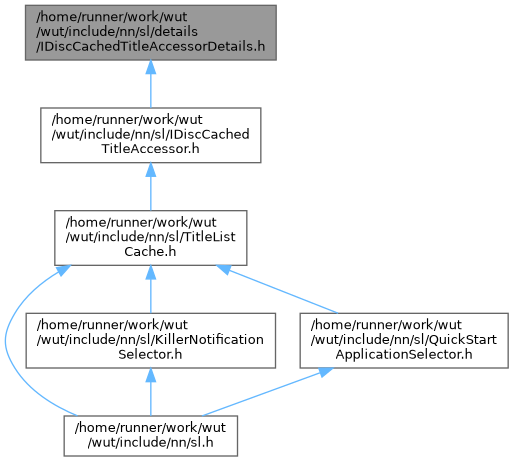 /home/runner/work/wut
/wut/include/nn/sl/details
/IDiscCachedTitleAccessorDetails.h
/home/runner/work/wut
/wut/include/nn/sl/IDiscCached
TitleAccessor.h
/home/runner/work/wut
/wut/include/nn/sl/TitleList
Cache.h
/home/runner/work/wut
/wut/include/nn/sl/KillerNotification
Selector.h
/home/runner/work/wut
/wut/include/nn/sl/QuickStart
ApplicationSelector.h
/home/runner/work/wut
/wut/include/nn/sl.h